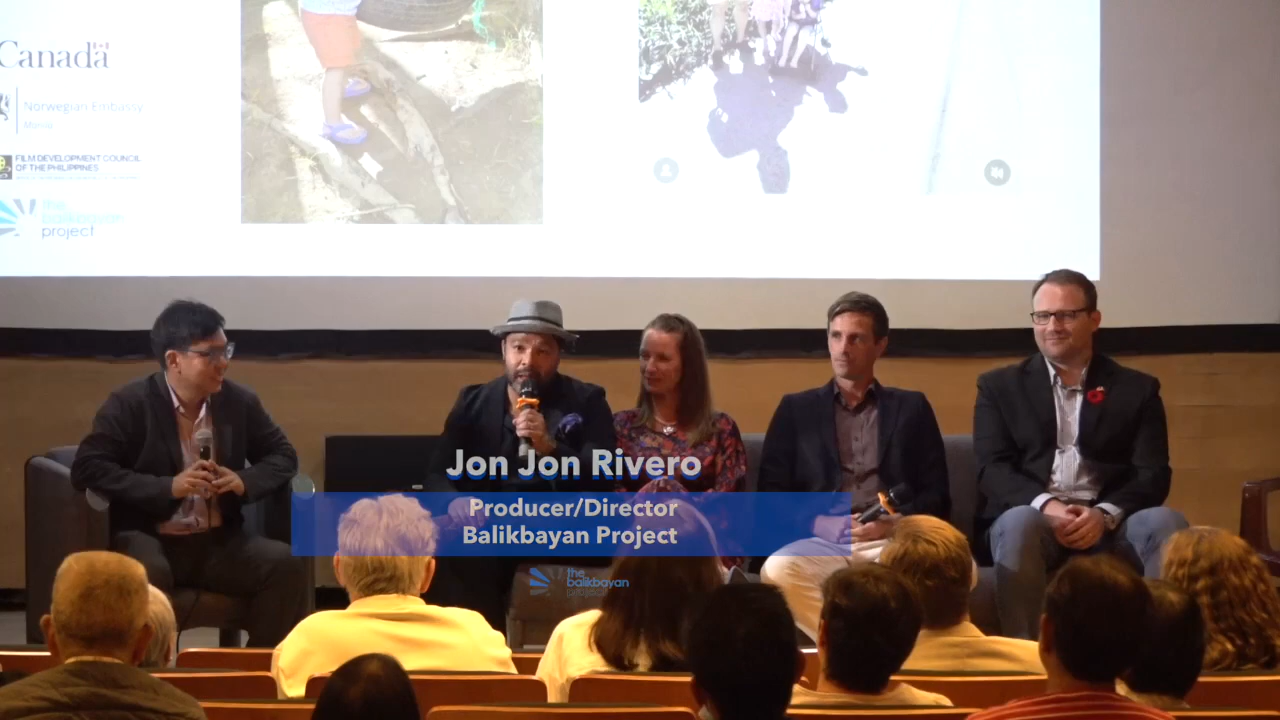 Canada
Norwegian Embassy
Manila
FILM DEVELOPMENT COUNCIL
OF THE PHILIPPINES
the
balikbayan
project
Jon Jon Rivero
Producer/Director
Balikbayan Project
the
balikbayan
project